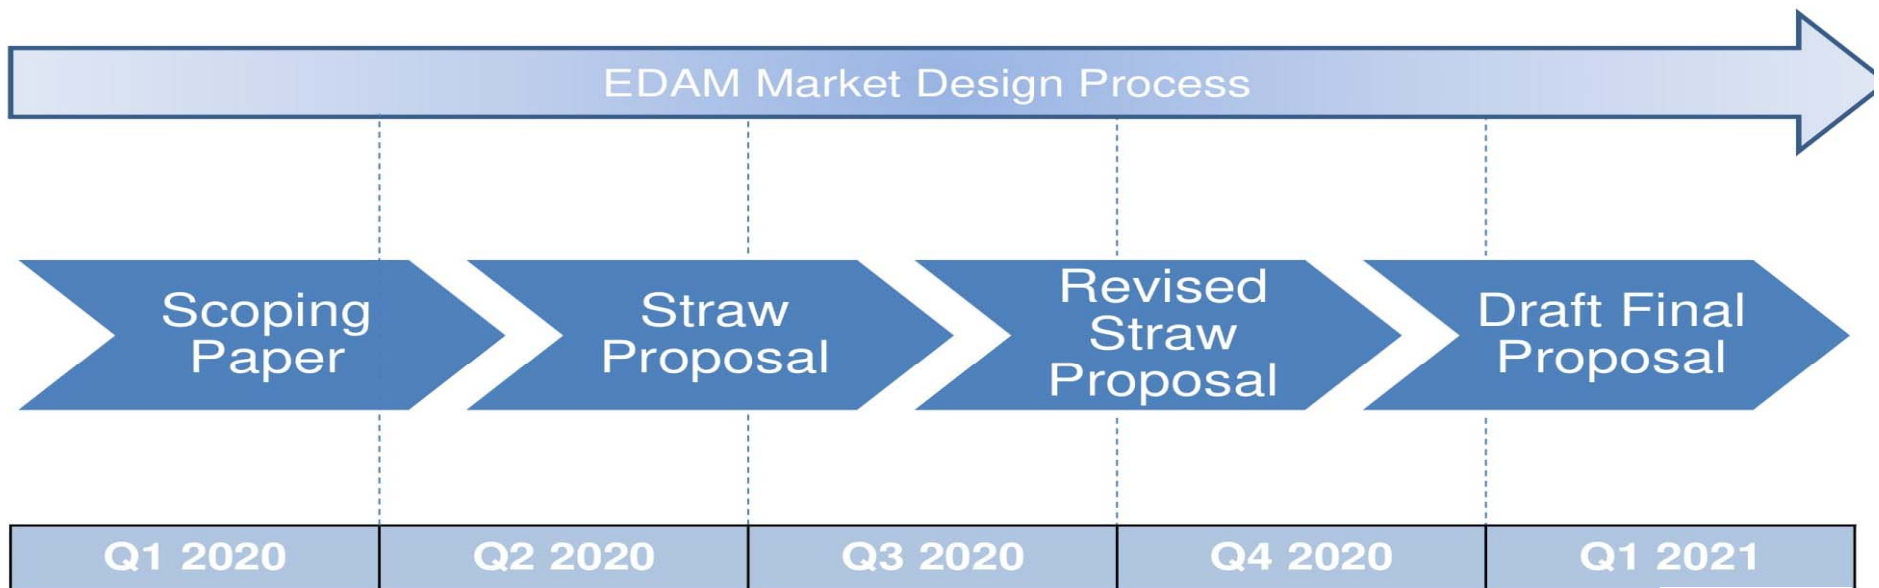 EDAM Market Design Process
Scoping
Paper
Straw
Proposal
Revised
Straw
Proposal
Draft Final
Proposal
Q1 2020
Q2 2020
Q3 2020
Q4 2020
Q1 2021